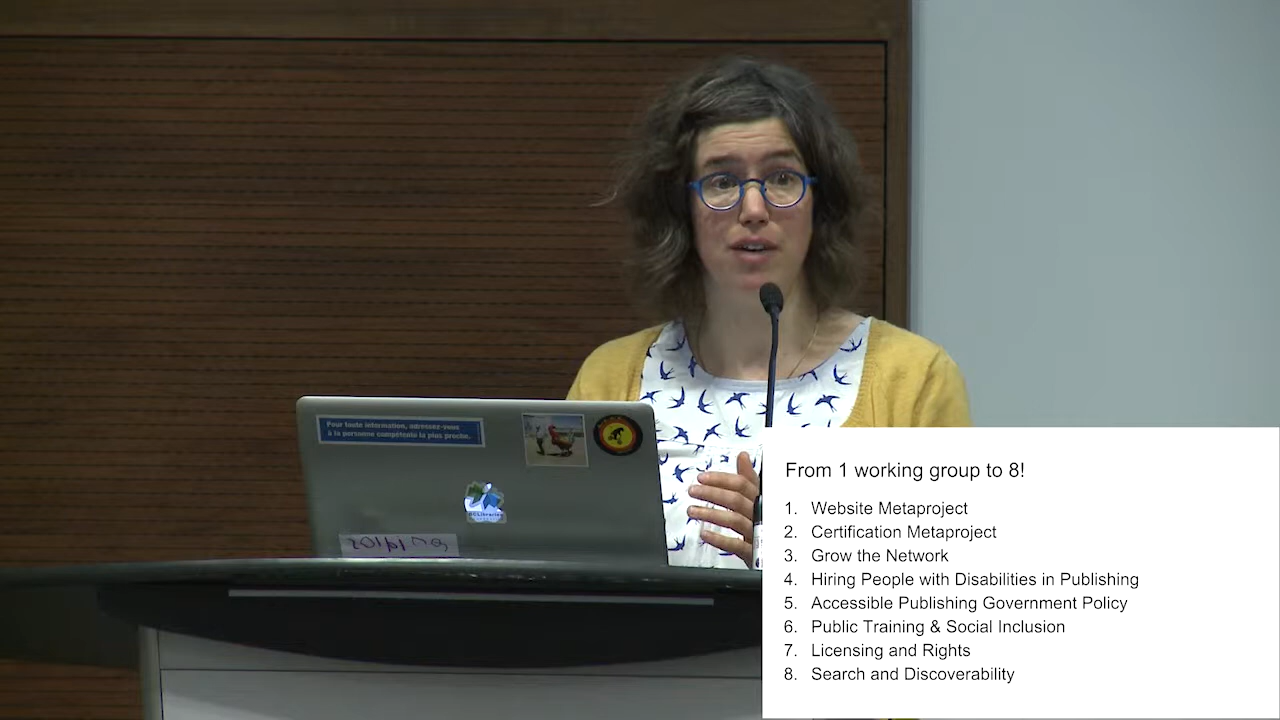 Pour toute information, adressez-vous
à la personne compétente la plus proche.
BC Libraries
From 1 working group to 8!
1. Website Metaproject
2. Certification Metaproject
3. Grow the Network
4. Hiring People with Disabilities in Publishing
5. Accessible Publishing Government Policy
6. Public Training & Social Inclusion
7. Licensing and Rights
8. Search and Discoverability